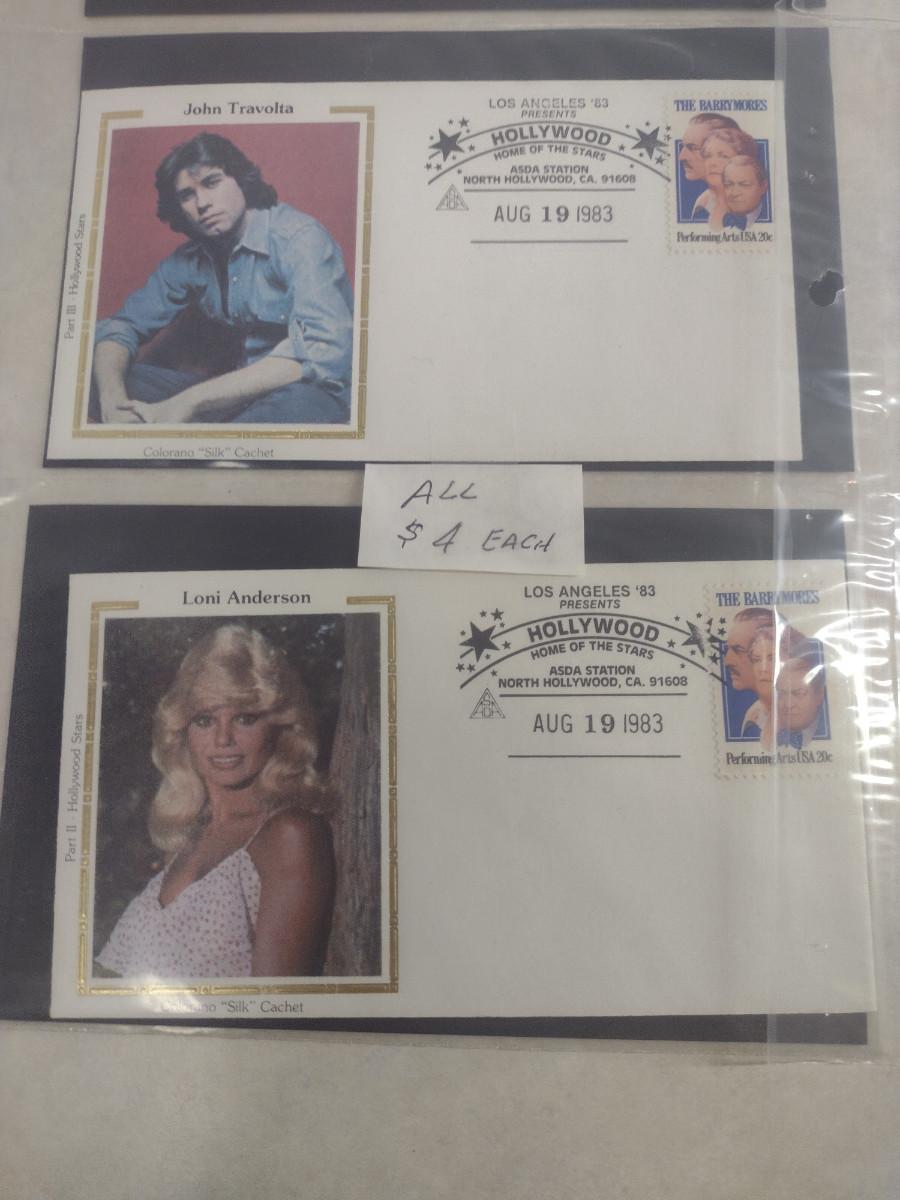 John Travolta
Part III · Hollywood Stars
Colorano "Silk" Cachet
LOS ANGELES '83
PRESENTS
HOLLYWOOD
HOME OF THE STARS
ASDA STATION
NORTH HOLLYWOOD, CA. 91608
ASDA
AUG 19 1983
THE BARRYMORES
Performing Arts USA 20c
ALL
$4 EACH
Loni Anderson
Part II · Hollywood Stars
Colorano "Silk" Cachet
LOS ANGELES '83
PRESENTS
HOLLYWOOD
HOME OF THE STARS
ASDA STATION
NORTH HOLLYWOOD, CA. 91608
ASDA
AUG 19 1983
THE BARRYMORES
Performing Arts USA 20c